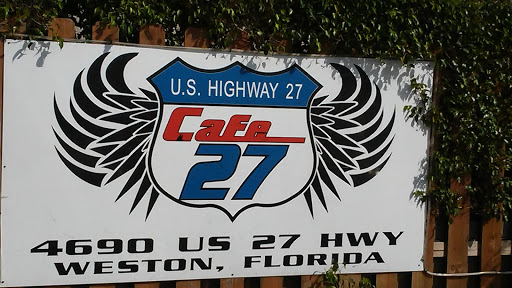 U.S. HIGHWAY 27
Cafe
27
4690 US 27 HWY
WESTON, FLORIDA